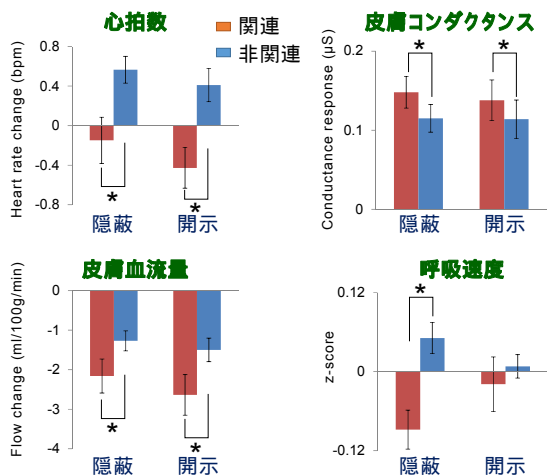 心拍数
関連
非関連
Heart rate change (bpm)
0.8
0.4
0
-0.4
-0.8
*
*
隠蔽
開示
皮膚コンダクタンス
Conductance response (μS)
0.2
0.1
0
*
*
隠蔽
開示
皮膚血流量
Flow change (ml/100g/min)
0
-1
-2
-3
-4
*
*
隠蔽
開示
呼吸速度
z-score
0.12
0
-0.12
*
隠蔽
開示